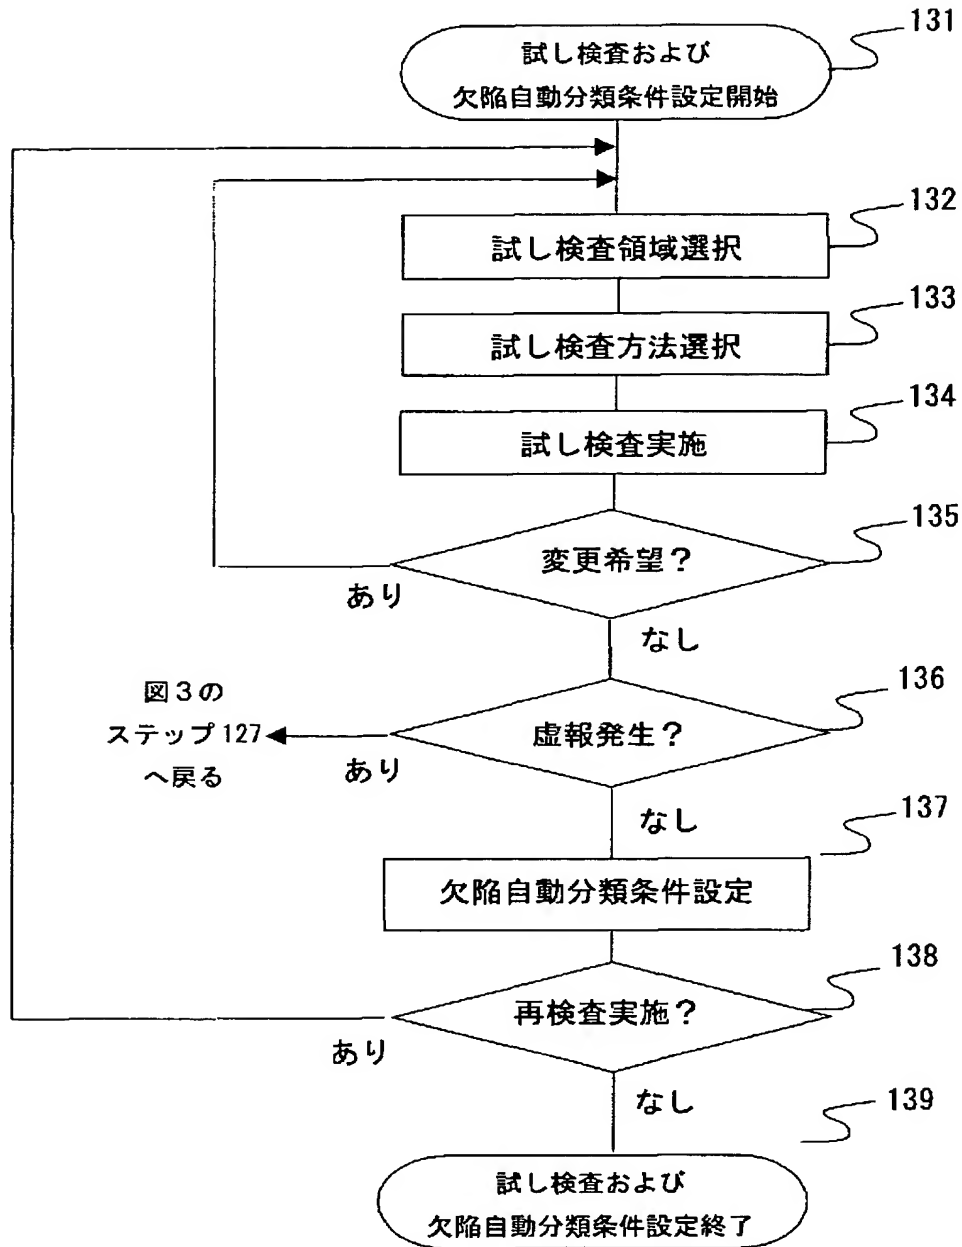 131
試し検査および
欠陥自動分類条件設定開始
132
試し検査領域選択
133
試し検査方法選択
134
試し検査実施
135
変更希望？
あり
なし
136
図３の
ステップ127
へ戻る
虚報発生？
あり
なし
137
欠陥自動分類条件設定
138
再検査実施？
あり
なし
139
試し検査および
欠陥自動分類条件設定終了